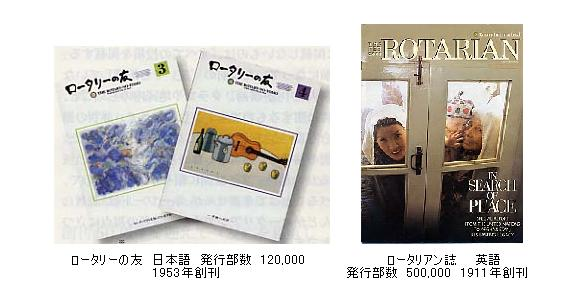 ロータリーの友
3
ロータリーの友
4
THE ROTARIAN
IN
SEARCH
OF
PEACE
ロータリーの友 日本語 発行部数 120,000
1953年創刊
ロータリアン誌 英語
発行部数 500,000 1911年創刊